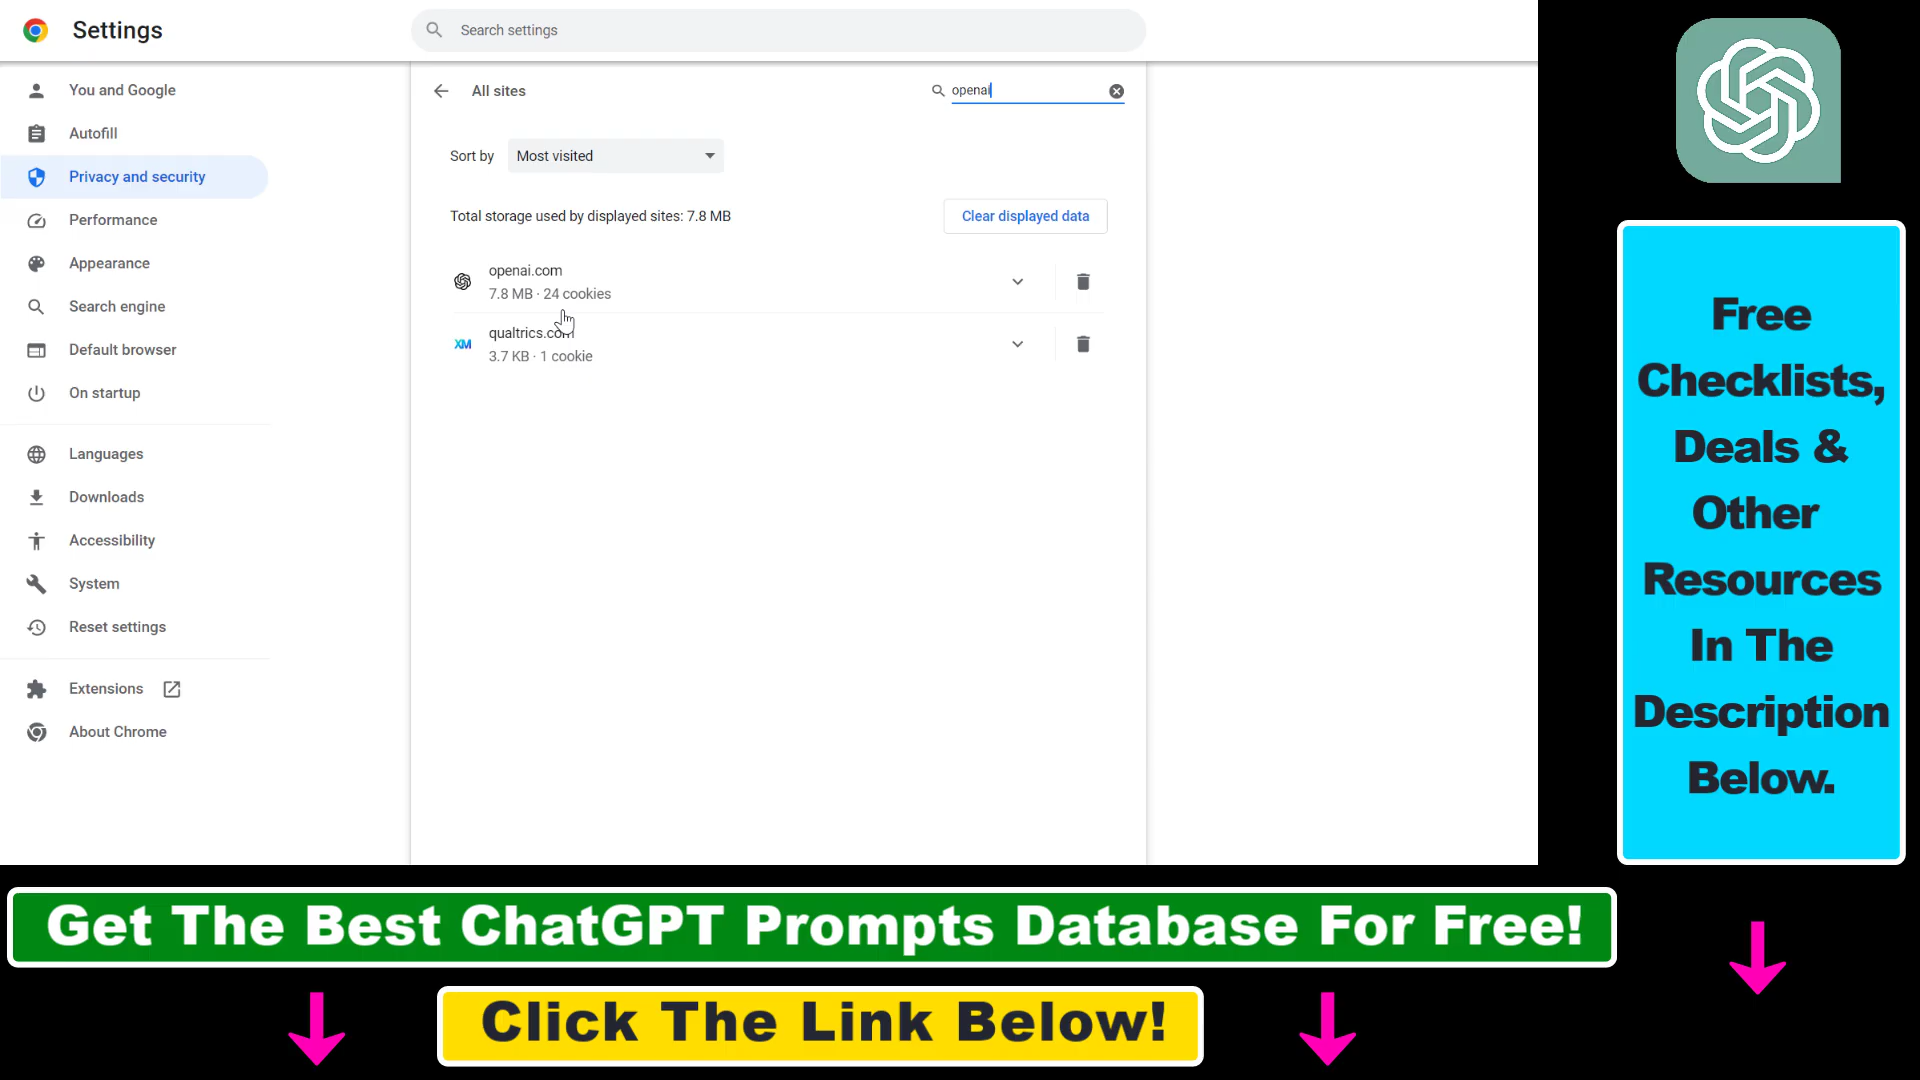 Settings
Search settings
You and Google
Autofill
Privacy and security
Performance
Appearance
Search engine
Default browser
On startup
Languages
Downloads
Accessibility
System
Reset settings
Extensions
About Chrome
All sites
openai
Sort by Most visited
Total storage used by displayed sites: 7.8 MB
Clear displayed data
openai.com
7.8 MB · 24 cookies
XM
qualtrics.com
3.7 KB · 1 cookie
Free
Checklists,
Deals &
Other
Resources
In The
Description
Below.
Get The Best ChatGPT Prompts Database For Free!
Click The Link Below!